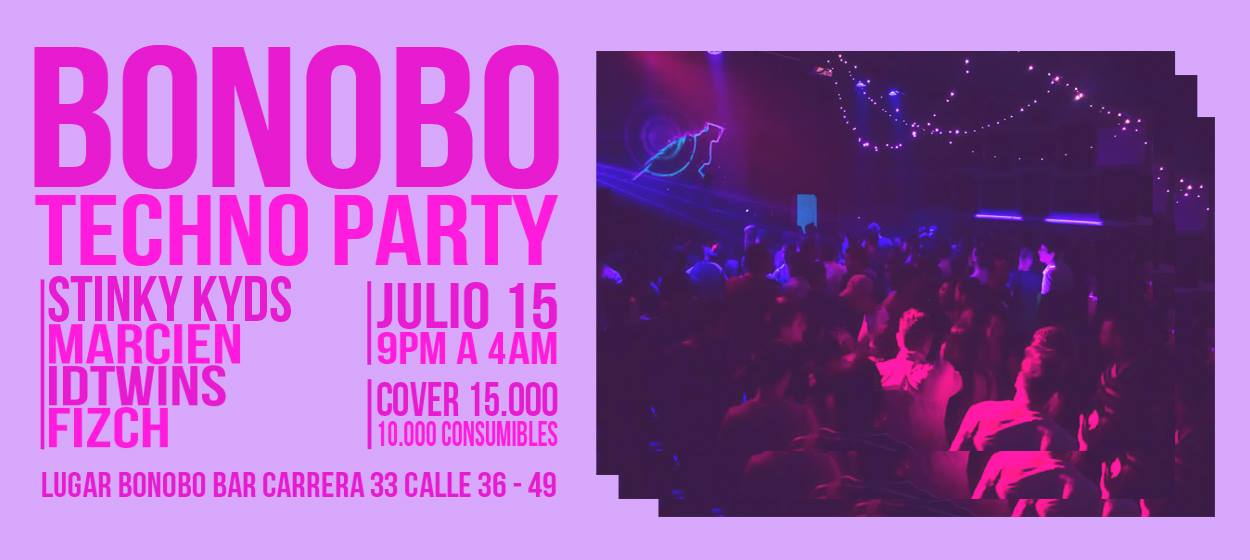 BONOBO
TECHNO PARTY
STINKY KYDS
MARCIEN
IDTWINS
FIZCH
JULIO 15
9PM A 4AM
COVER 15.000
10.000 CONSUMIBLES
LUGAR BONOBO BAR CARRERA 33 CALLE 36 - 49